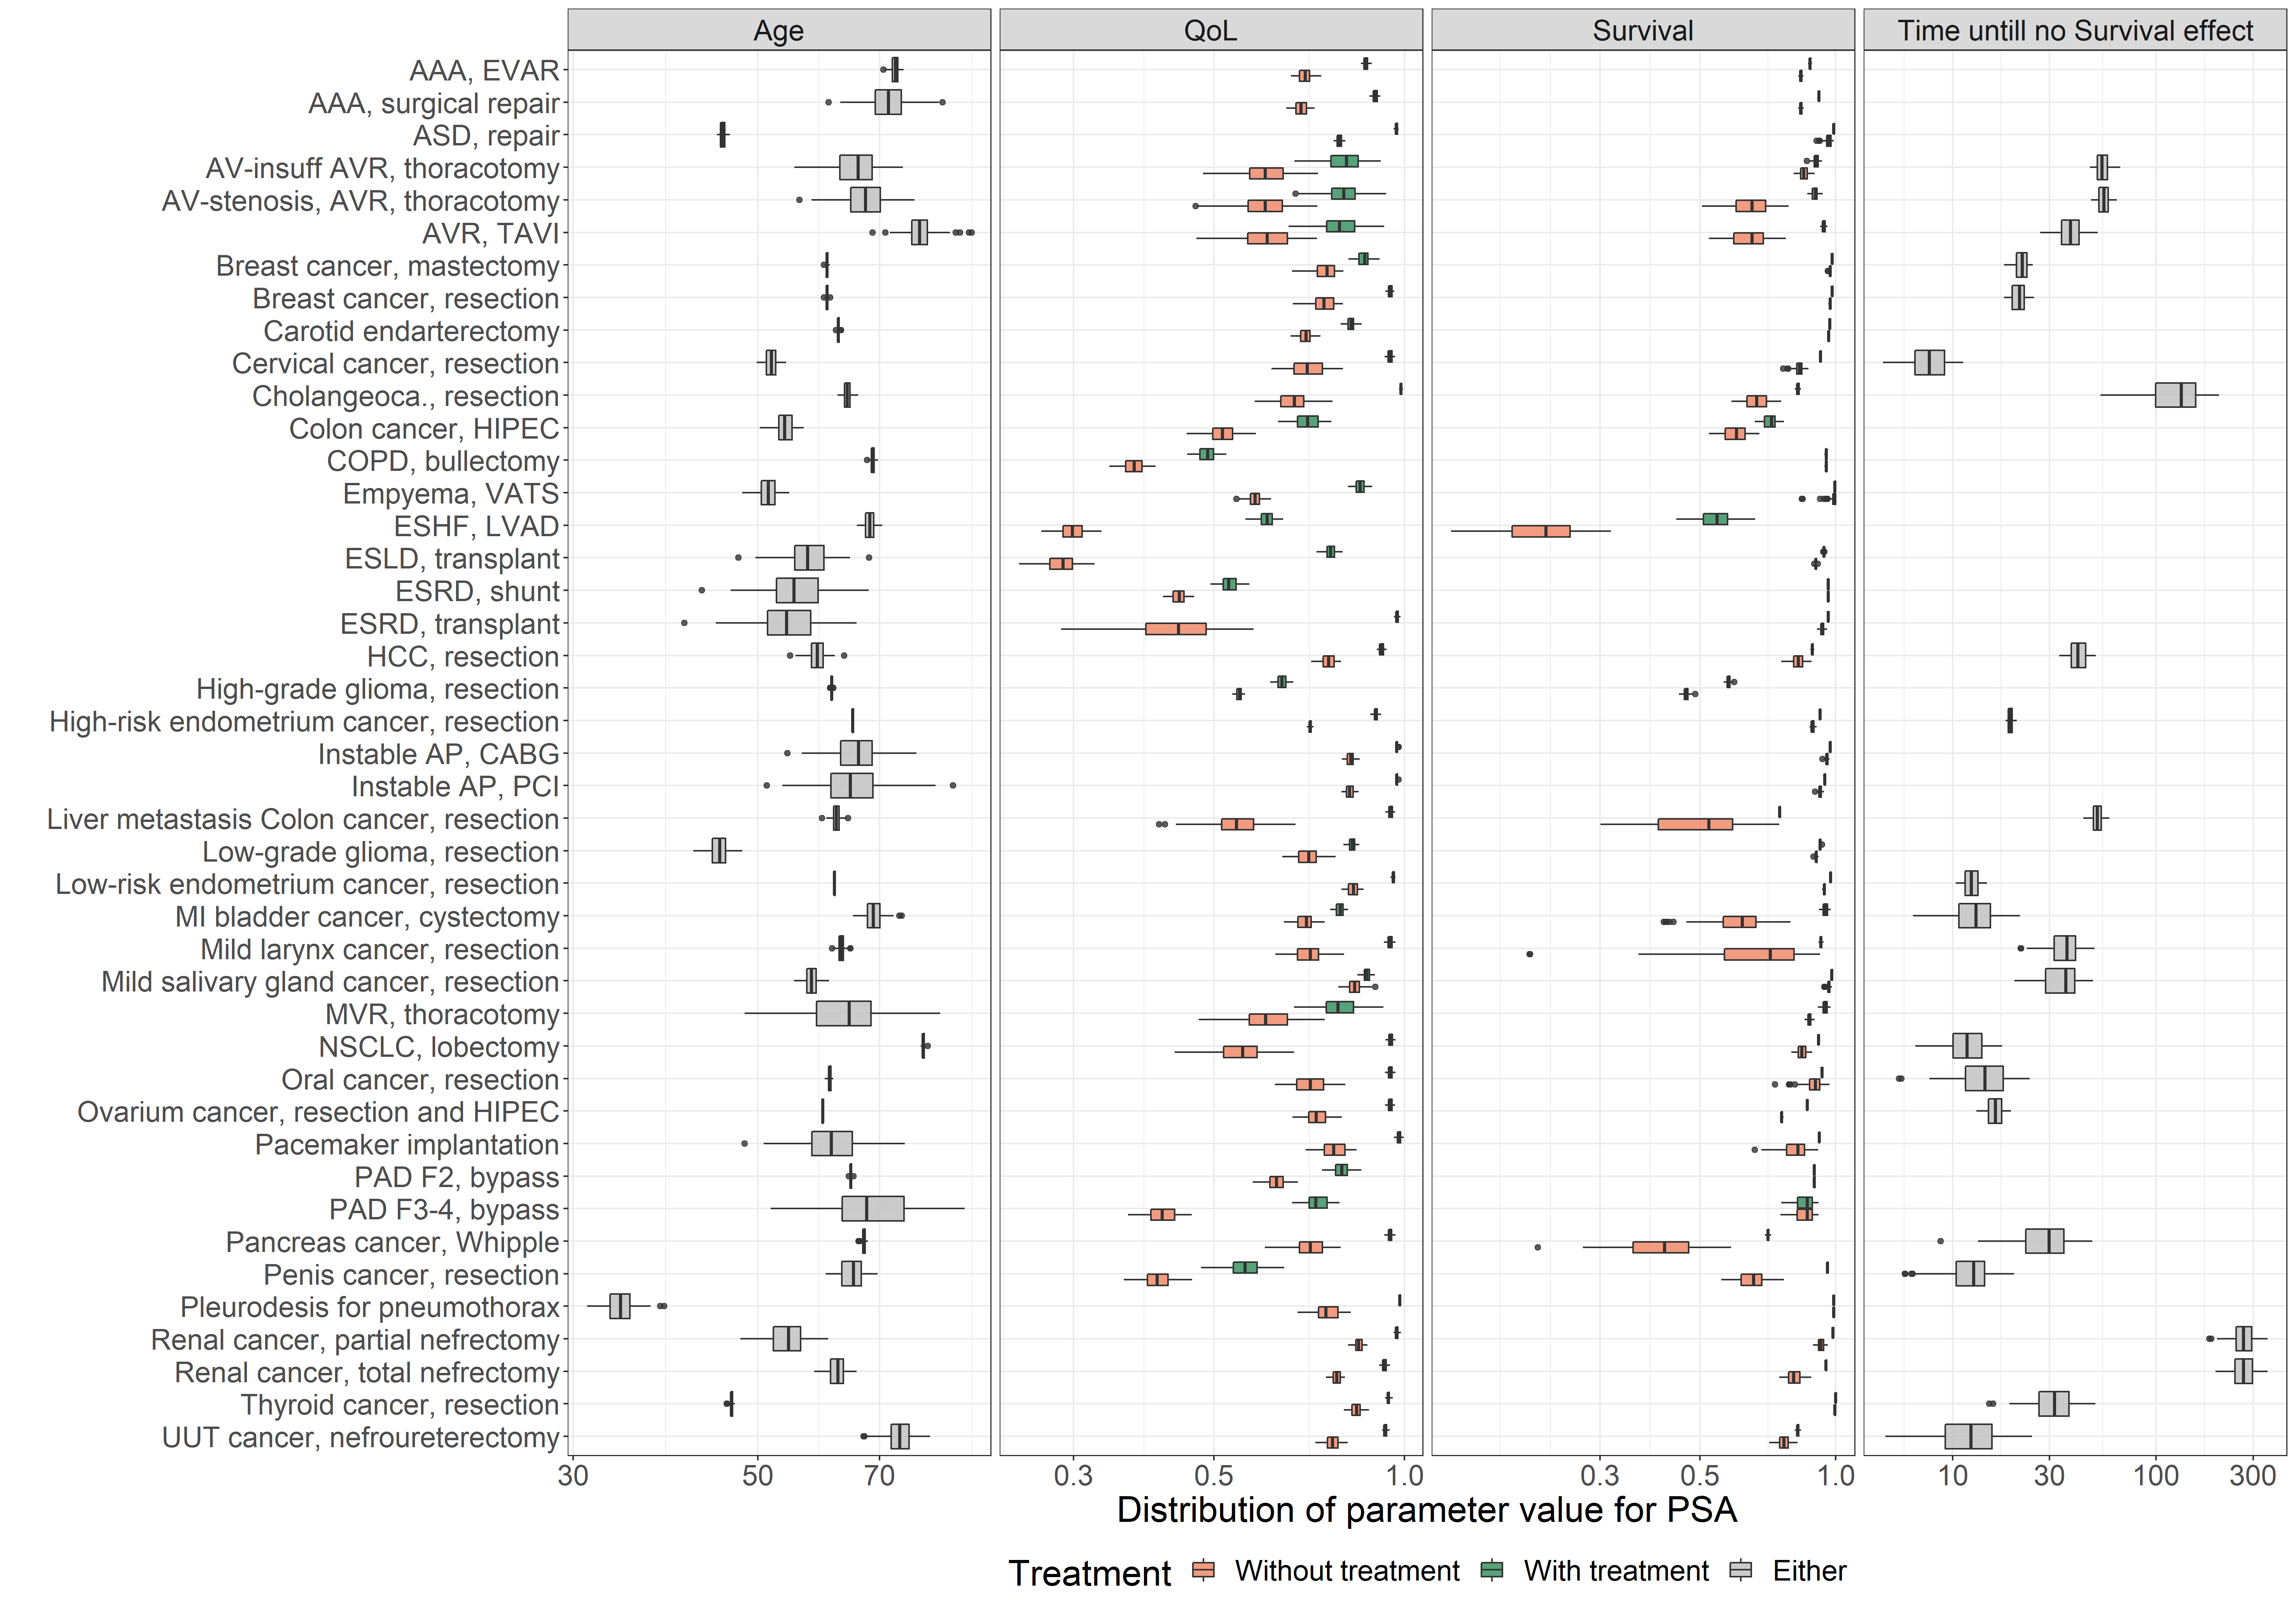 Age
QoL
Survival
Time untill no Survival effect
AAA, EVAR
AAA, surgical repair
ASD, repair
AV-insuff AVR, thoracotomy
AV-stenosis, AVR, thoracotomy
AVR, TAVI
Breast cancer, mastectomy
Breast cancer, resection
Carotid endarterectomy
Cervical cancer, resection
Cholangeoca., resection
Colon cancer, HIPEC
COPD, bullectomy
Empyema, VATS
ESHF, LVAD
ESLD, transplant
ESRD, shunt
ESRD, transplant
HCC, resection
High-grade glioma, resection
High-risk endometrium cancer, resection
Instable AP, CABG
Instable AP, PCI
Liver metastasis Colon cancer, resection
Low-grade glioma, resection
Low-risk endometrium cancer, resection
MI bladder cancer, cystectomy
Mild larynx cancer, resection
Mild salivary gland cancer, resection
MVR, thoracotomy
NSCLC, lobectomy
Oral cancer, resection
Ovarium cancer, resection and HIPEC
Pacemaker implantation
PAD F2, bypass
PAD F3-4, bypass
Pancreas cancer, Whipple
Penis cancer, resection
Pleurodesis for pneumothorax
Renal cancer, partial nefrectomy
Renal cancer, total nefrectomy
Thyroid cancer, resection
UUT cancer, nefroureterectomy
30 50 70
0.3 0.5 1.0
0.3 0.5 1.0
10 30 100 300
Distribution of parameter value for PSA
Treatment Without treatment With treatment Either